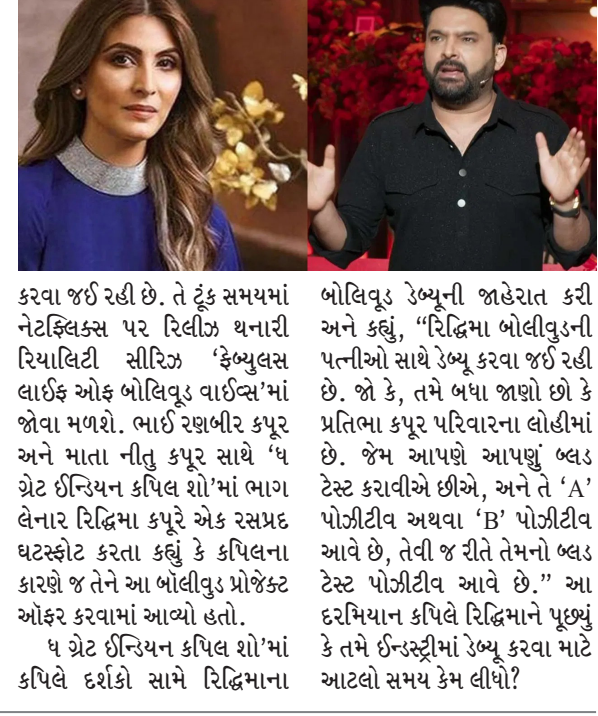 કરવા જઈ રહી છે. તે ટૂંક સમયમાં
નેટફ્લિક્સ પર રિલીઝ થનારી
રિયાલિટી સીરિઝ ‘ફેબ્યુલસ
લાઈફ ઓફ બોલિવૂડ વાઈવ્સ’માં
જોવા મળશે. ભાઈ રણબીર કપૂર
અને માતા નીતુ કપૂર સાથે ‘ધ
ગ્રેટ ઈન્ડિયન કપિલ શો’માં ભાગ
લેનાર રિદ્ધિમા કપૂરે એક રસપ્રદ
ઘટસ્ફોટ કરતા કહ્યું કે કપિલના
કારણે જ તેને આ બૉલીવુડ પ્રોજેક્ટ
ઑફર કરવામાં આવ્યો હતો.
ધ ગ્રેટ ઈન્ડિયન કપિલ શો’માં
કપિલે દર્શકો સામે રિદ્ધિમાના
બોલિવૂડ ડેબ્યૂની જાહેરાત કરી
અને કહ્યું, “રિદ્ધિમા બોલીવુડની
પત્નીઓ સાથે ડેબ્યૂ કરવા જઈ રહી
છે. જો કે, તમે બધા જાણો છો કે
પ્રતિભા કપૂર પરિવારના લોહીમાં
છે. જેમ આપણે આપણું બ્લડ
ટેસ્ટ કરાવીએ છીએ, અને તે ‘A’
પોઝીટીવ અથવા ‘B’ પોઝીટીવ
આવે છે, તેવી જ રીતે તેમનો બ્લડ
ટેસ્ટ પોઝીટીવ આવે છે.” આ
દરમિયાન કપિલે રિદ્ધિમાને પૂછ્યું
કે તમે ઈન્ડસ્ટ્રીમાં ડેબ્યૂ કરવા માટે
આટલો સમય કેમ લીધો?